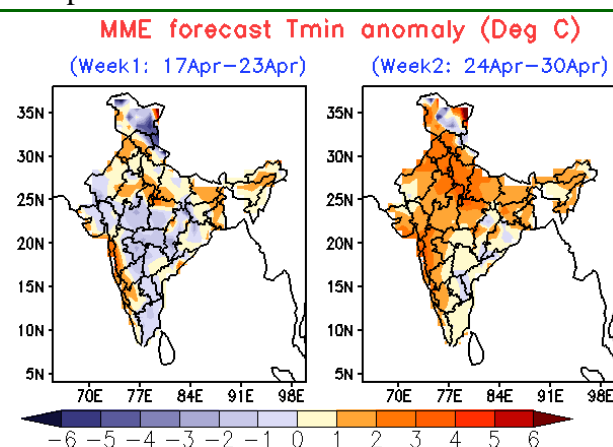 MME forecast Tmin anomaly (Deg C)
(Week1: 17Apr-23Apr) (Week2: 24Apr-30Apr)
35N 35N
30N 30N
25N 25N
20N 20N
15N 15N
10N 10N
5N 5N
70E 77E 84E 91E 98E 70E 77E 84E 91E 98E
-6 -5 -4 -3 -2 -1 0 1 2 3 4 5 6